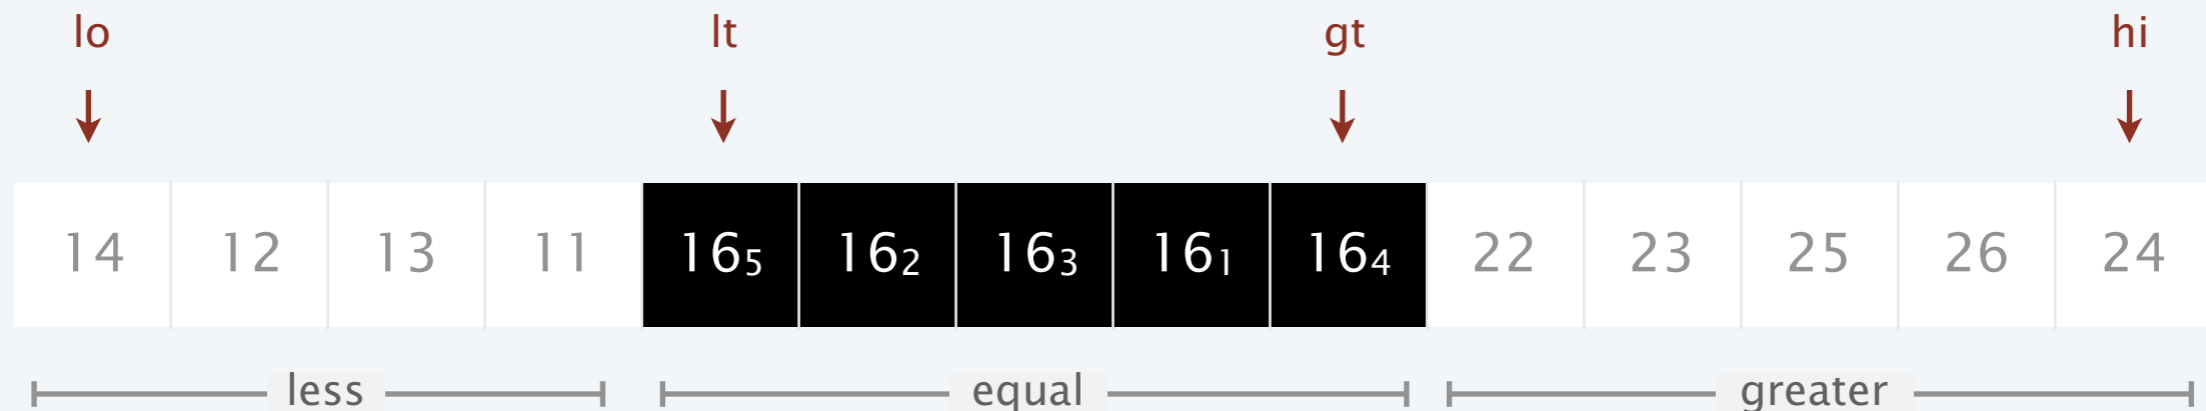 lo lt gt hi
14 12 13 11 16₅ 16₂ 16₃ 16₁ 16₄ 22 23 25 26 24
less equal greater